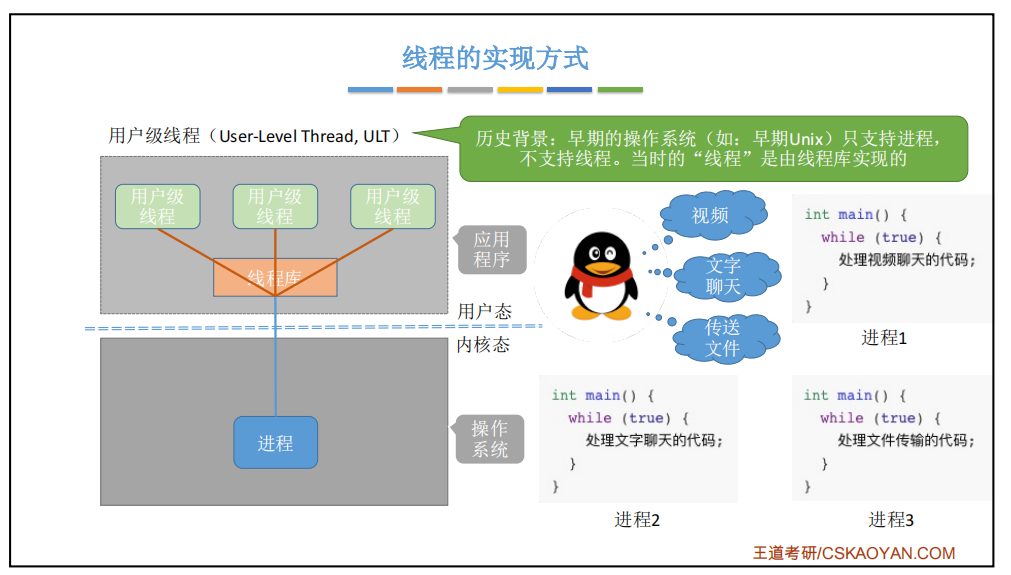 线程的实现方式
用户级线程（User-Level Thread, ULT）
历史背景：早期的操作系统（如：早期Unix）只支持进程，
不支持线程。当时的“线程”是由线程库实现的
用户级
线程
用户级
线程
用户级
线程
线程库
应用
程序
用户态
内核态
进程
操作
系统
视频
文字
聊天
传送
文件
int main() {
while (true) {
处理视频聊天的代码;
}
}
进程1
int main() {
while (true) {
处理文字聊天的代码;
}
}
进程2
int main() {
while (true) {
处理文件传输的代码;
}
}
进程3
王道考研/CSKAOYAN.COM